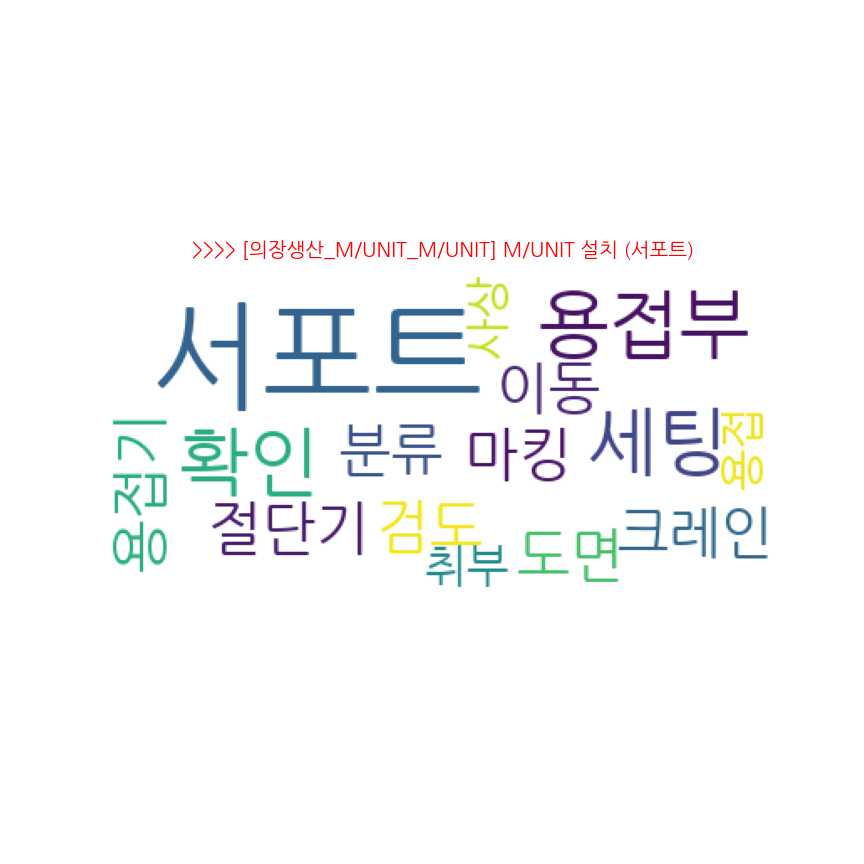 >>>> [의장생산_M/UNIT_M/UNIT] M/UNIT 설치 (서포트)
서포트
사상
용접부
이동
용접기
확인
분류
마킹
세팅
용접
절단기
검도
취부
도면
크레인